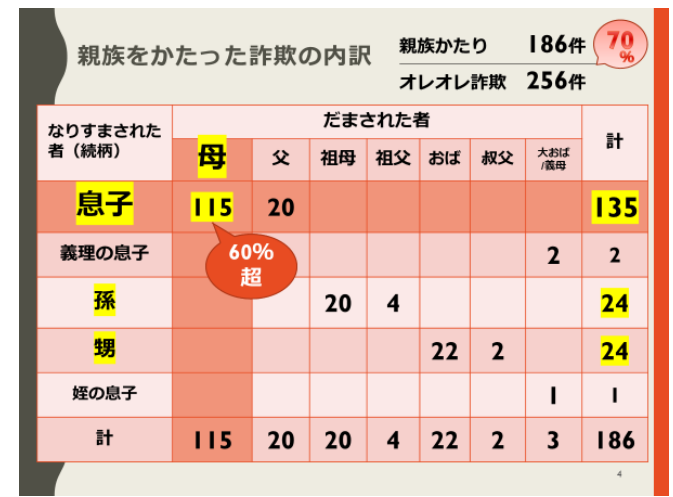 親族をかたった詐欺の内訳
親族かたり 186件
70
%
オレオレ詐欺 256件
なりすまされた
者（続柄）
だまされた者
計
母 父 祖母 祖父 おば 叔父 大おば
/義母
息子 115 20 135
60%
超
義理の息子 2 2
孫 20 4 24
甥 22 2 24
姪の息子 1 1
計 115 20 20 4 22 2 3 186
4